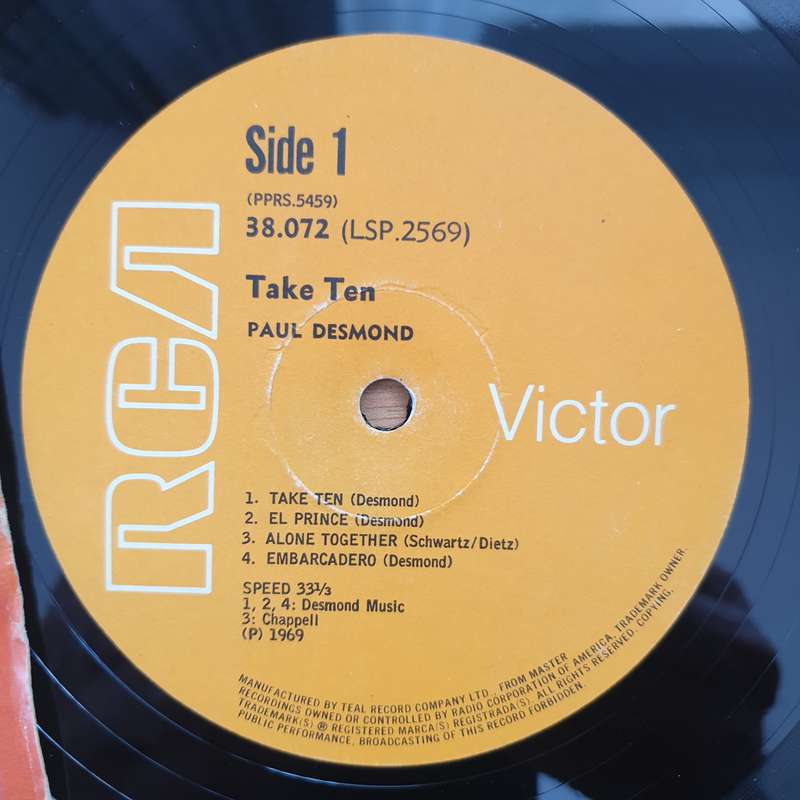 RCA
Side 1
(PPRS.5459)
38.072 (LSP.2569)
Take Ten
PAUL DESMOND
Victor
1. TAKE TEN (Desmond)
2. EL PRINCE (Desmond)
3. ALONE TOGETHER (Schwartz/Dietz)
4. EMBARCADERO (Desmond)
SPEED 33⅓
1, 2, 4: Desmond Music
3: Chappell
(P) 1969
MANUFACTURED BY TEAL RECORD COMPANY LTD., FROM MASTER
RECORDINGS OWNED OR CONTROLLED BY RADIO CORPORATION OF AMERICA, TRADEMARK OWNER.
TRADEMARK(S) ® REGISTERED MARCA(S) REGISTRADA(S). ALL RIGHTS RESERVED. COPYING,
PUBLIC PERFORMANCE, BROADCASTING OF THIS RECORD FORBIDDEN.